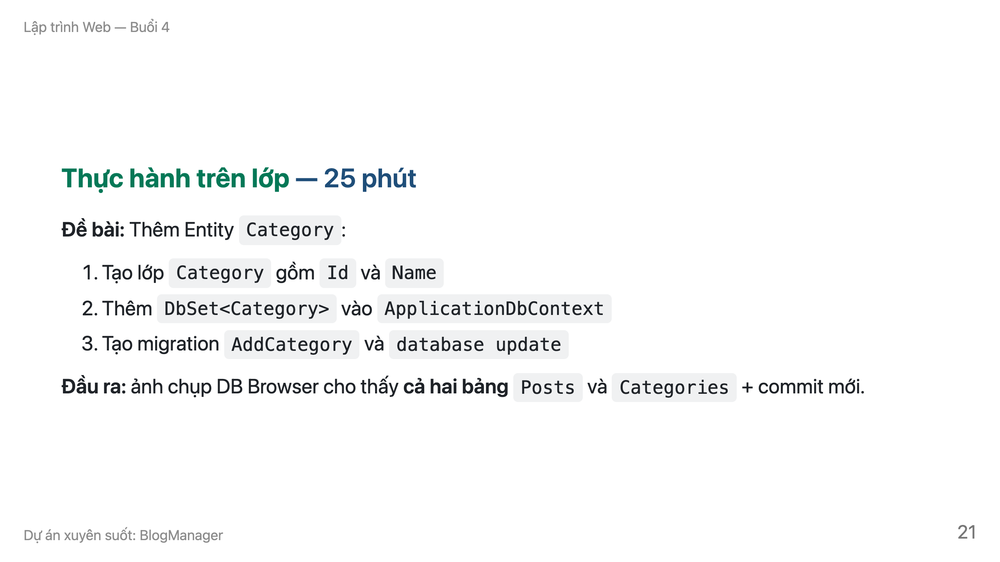 Lập trình Web — Buổi 4
Thực hành trên lớp — 25 phút
Đề bài: Thêm Entity Category :
1. Tạo lớp Category gồm Id và Name
2. Thêm DbSet<Category> vào ApplicationDbContext
3. Tạo migration AddCategory và database update
Đầu ra: ảnh chụp DB Browser cho thấy cả hai bảng Posts và Categories + commit mới.
Dự án xuyên suốt: BlogManager
21